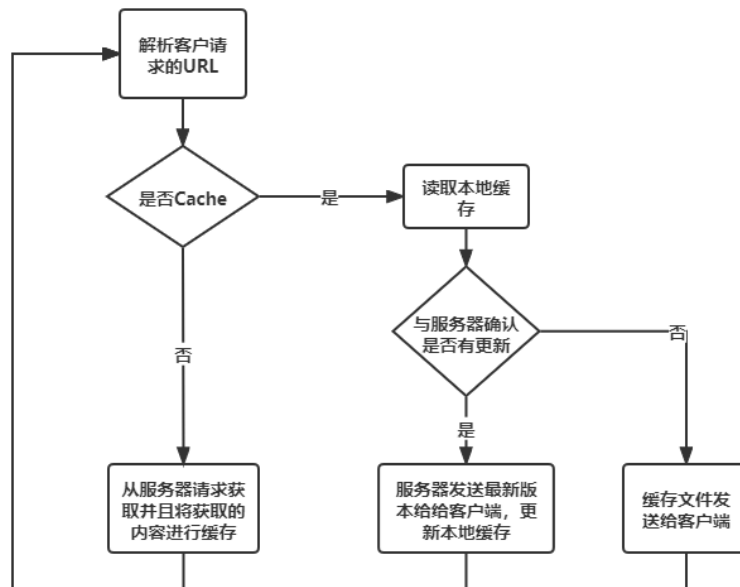 解析客户请
求的URL
是否Cache
是
读取本地缓
存
与服务器确认
是否有更新
否
否
是
从服务器请求获
取并且将获取的
内容进行缓存
服务器发送最新版
本给给客户端，更
新本地缓存
缓存文件发
送给客户端